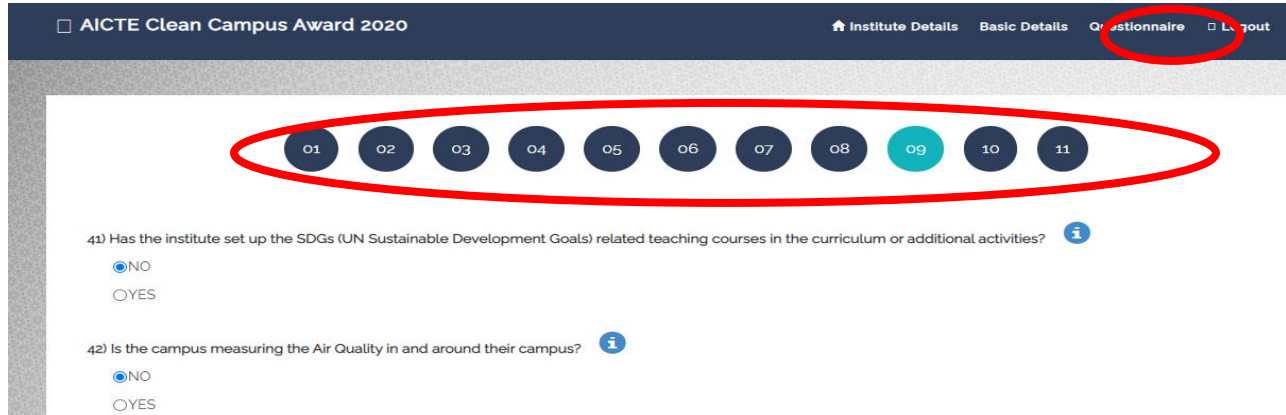 AICTE Clean Campus Award 2020
Institute Details Basic Details Questionnaire Logout
01 02 03 04 05 06 07 08 09 10 11
41) Has the institute set up the SDGs (UN Sustainable Development Goals) related teaching courses in the curriculum or additional activities? i
NO
YES
42) Is the campus measuring the Air Quality in and around their campus? i
NO
YES